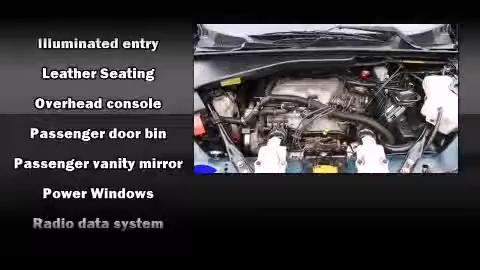 Illuminated entry
Leather Seating
Overhead console
Passenger door bin
Passenger vanity mirror
Power Windows
Radio data system